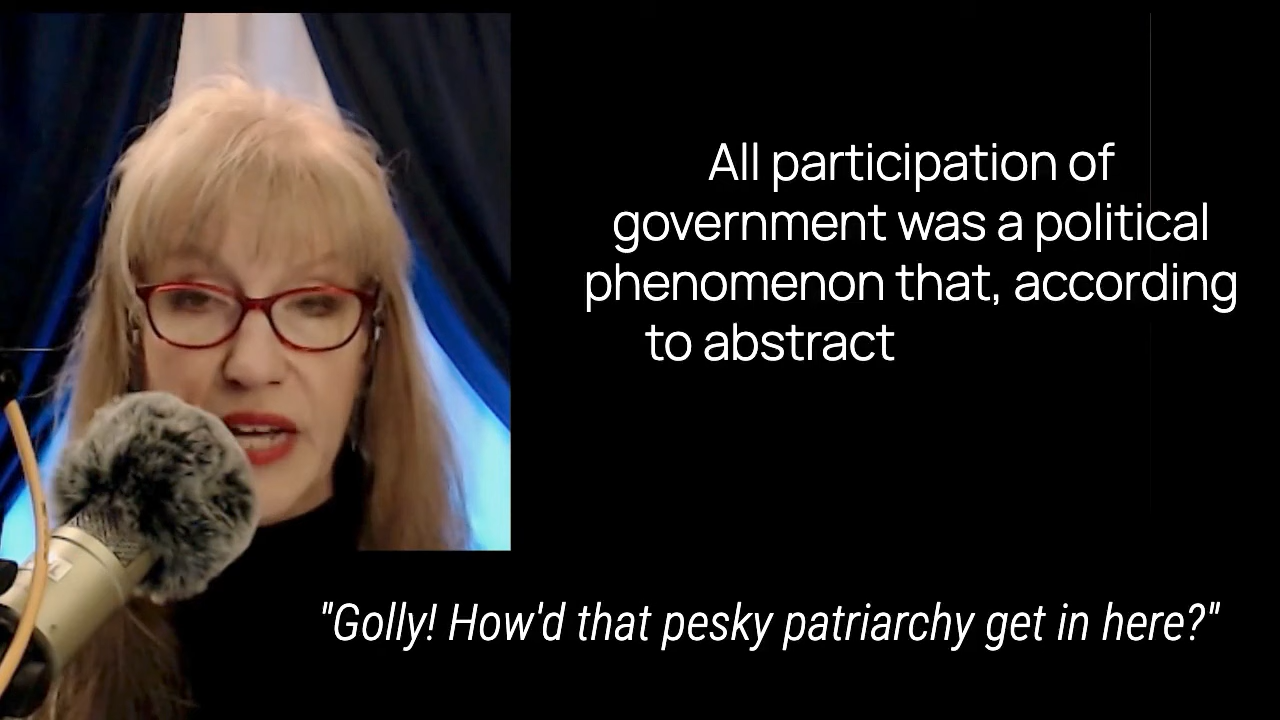 All participation of
government was a political
phenomenon that, according
to abstract
"Golly! How'd that pesky patriarchy get in here?"